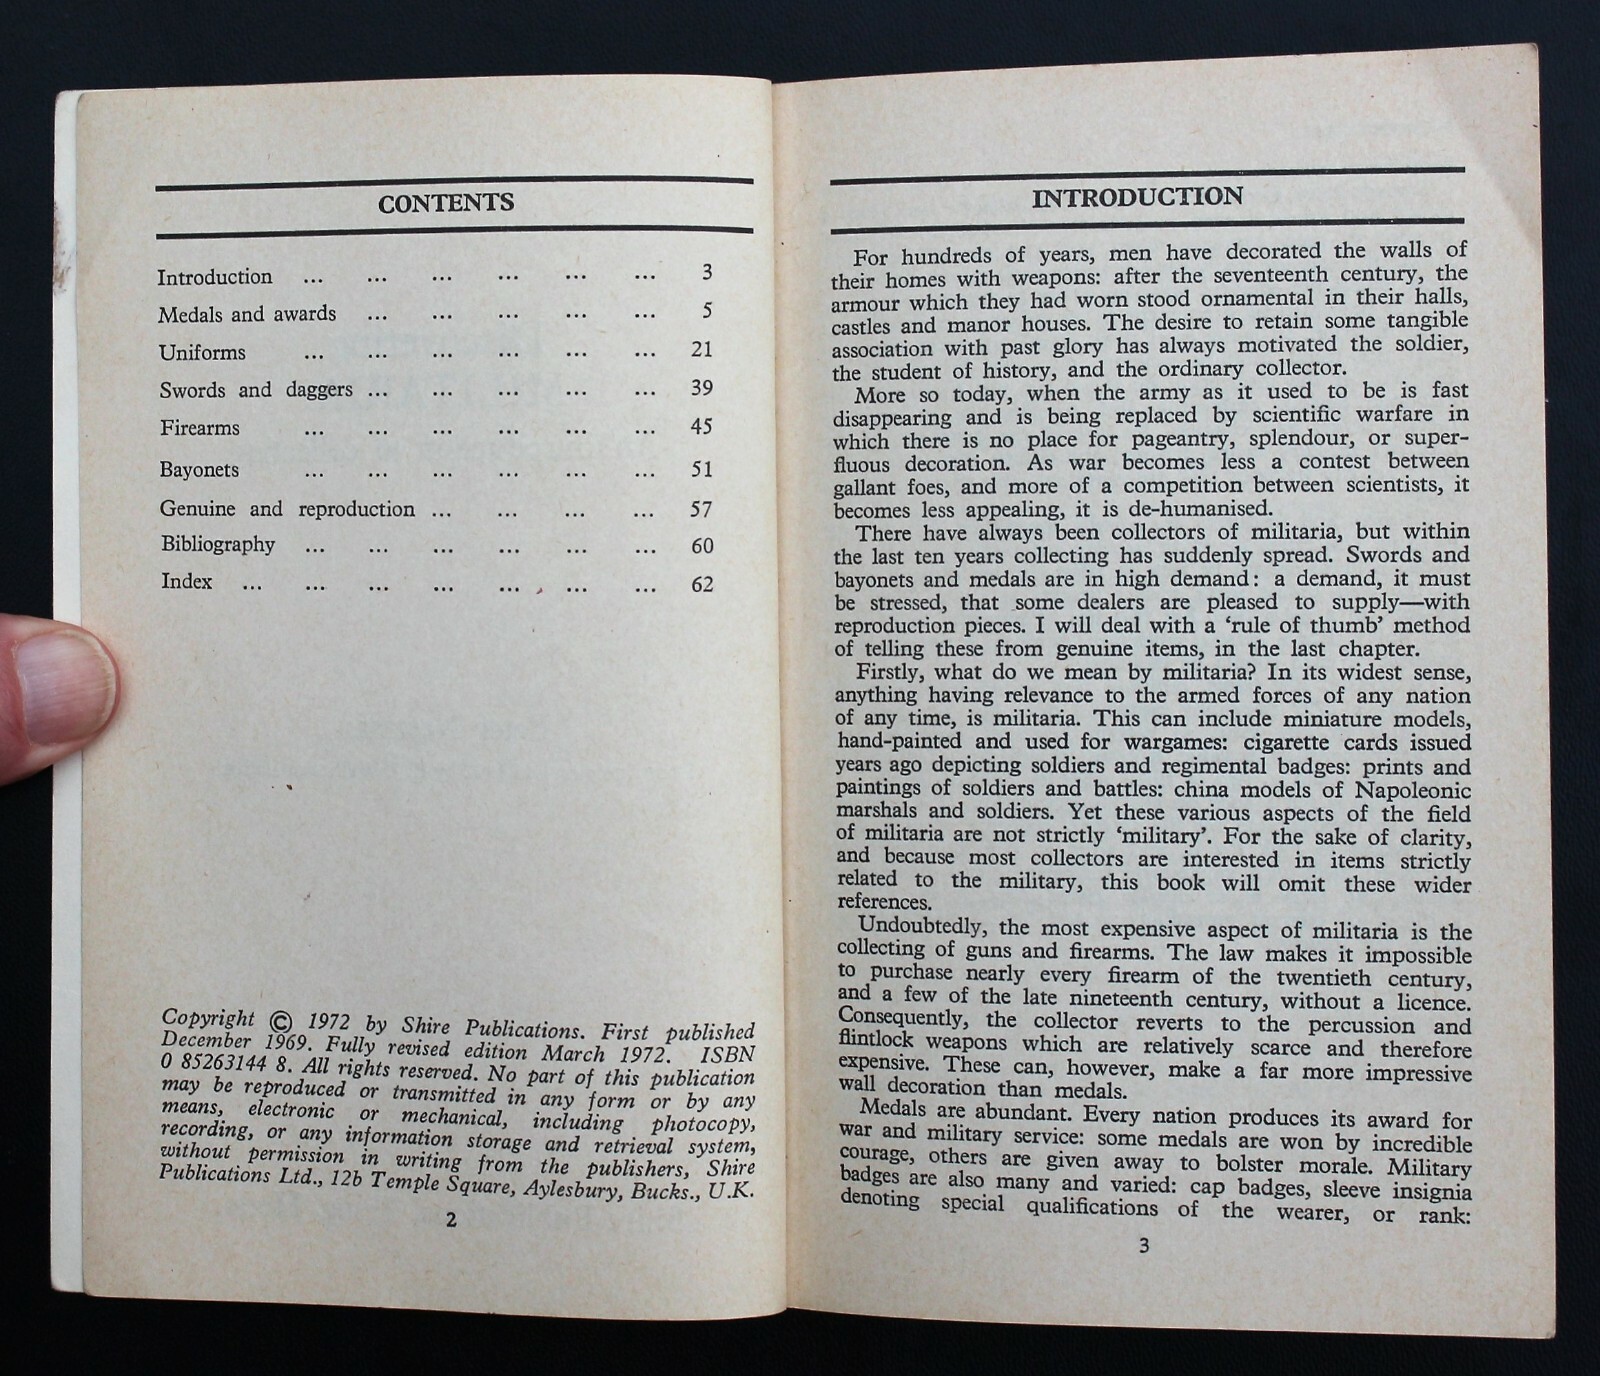 CONTENTS
Introduction ... ... ... ... ... ... 3
Medals and awards ... ... ... ... ... 5
Uniforms ... ... ... ... ... ... 21
Swords and daggers ... ... ... ... ... 39
Firearms ... ... ... ... ... ... 45
Bayonets ... ... ... ... ... ... 51
Genuine and reproduction ... ... ... ... 57
Bibliography ... ... ... ... ... ... 60
Index ... ... ... ... ... ... ... 62
Copyright © 1972 by Shire Publications. First published
December 1969. Fully revised edition March 1972. ISBN
0 85263144 8. All rights reserved. No part of this publication
may be reproduced or transmitted in any form or by any
means, electronic or mechanical, including photocopy,
recording, or any information storage and retrieval system,
without permission in writing from the publishers, Shire
Publications Ltd., 12b Temple Square, Aylesbury, Bucks., U.K.
2
INTRODUCTION
For hundreds of years, men have decorated the walls of
their homes with weapons: after the seventeenth century, the
armour which they had worn stood ornamental in their halls,
castles and manor houses. The desire to retain some tangible
association with past glory has always motivated the soldier,
the student of history, and the ordinary collector.
More so today, when the army as it used to be is fast
disappearing and is being replaced by scientific warfare in
which there is no place for pageantry, splendour, or super-
fluous decoration. As war becomes less a contest between
gallant foes, and more of a competition between scientists, it
becomes less appealing, it is de-humanised.
There have always been collectors of militaria, but within
the last ten years collecting has suddenly spread. Swords and
bayonets and medals are in high demand: a demand, it must
be stressed, that some dealers are pleased to supply—with
reproduction pieces. I will deal with a ‘rule of thumb’ method
of telling these from genuine items, in the last chapter.
Firstly, what do we mean by militaria? In its widest sense,
anything having relevance to the armed forces of any nation
of any time, is militaria. This can include miniature models,
hand-painted and used for wargames: cigarette cards issued
years ago depicting soldiers and regimental badges: prints and
paintings of soldiers and battles: china models of Napoleonic
marshals and soldiers. Yet these various aspects of the field
of militaria are not strictly ‘military’. For the sake of clarity,
and because most collectors are interested in items strictly
related to the military, this book will omit these wider
references.
Undoubtedly, the most expensive aspect of militaria is the
collecting of guns and firearms. The law makes it impossible
to purchase nearly every firearm of the twentieth century,
and a few of the late nineteenth century, without a licence.
Consequently, the collector reverts to the percussion and
flintlock weapons which are relatively scarce and therefore
expensive. These can, however, make a far more impressive
wall decoration than medals.
Medals are abundant. Every nation produces its award for
war and military service: some medals are won by incredible
courage, others are given away to bolster morale. Military
badges are also many and varied: cap badges, sleeve insignia
denoting special qualifications of the wearer, or rank:
3